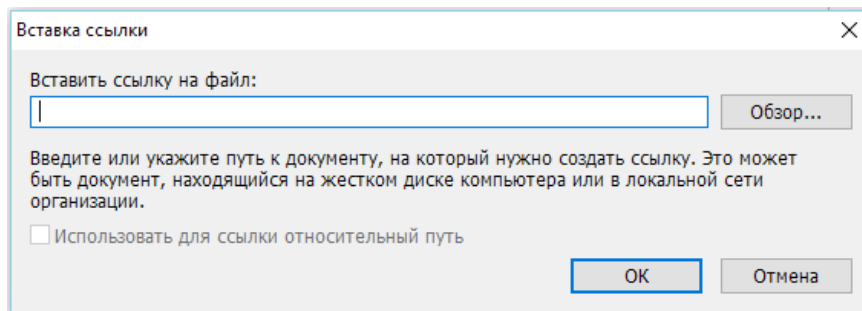 Вставка ссылки
Вставить ссылку на файл:
Обзор...
Введите или укажите путь к документу, на который нужно создать ссылку. Это может
быть документ, находящийся на жестком диске компьютера или в локальной сети
организации.
Использовать для ссылки относительный путь
ОК Отмена